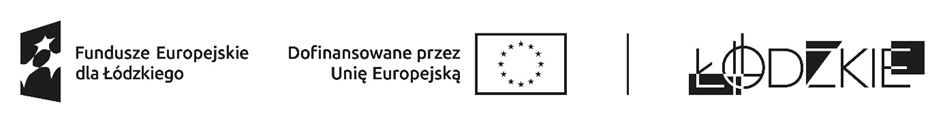 Fundusze Europejskie
dla Łódzkiego
Dofinansowane przez
Unię Europejską
ŁÓDZKIE